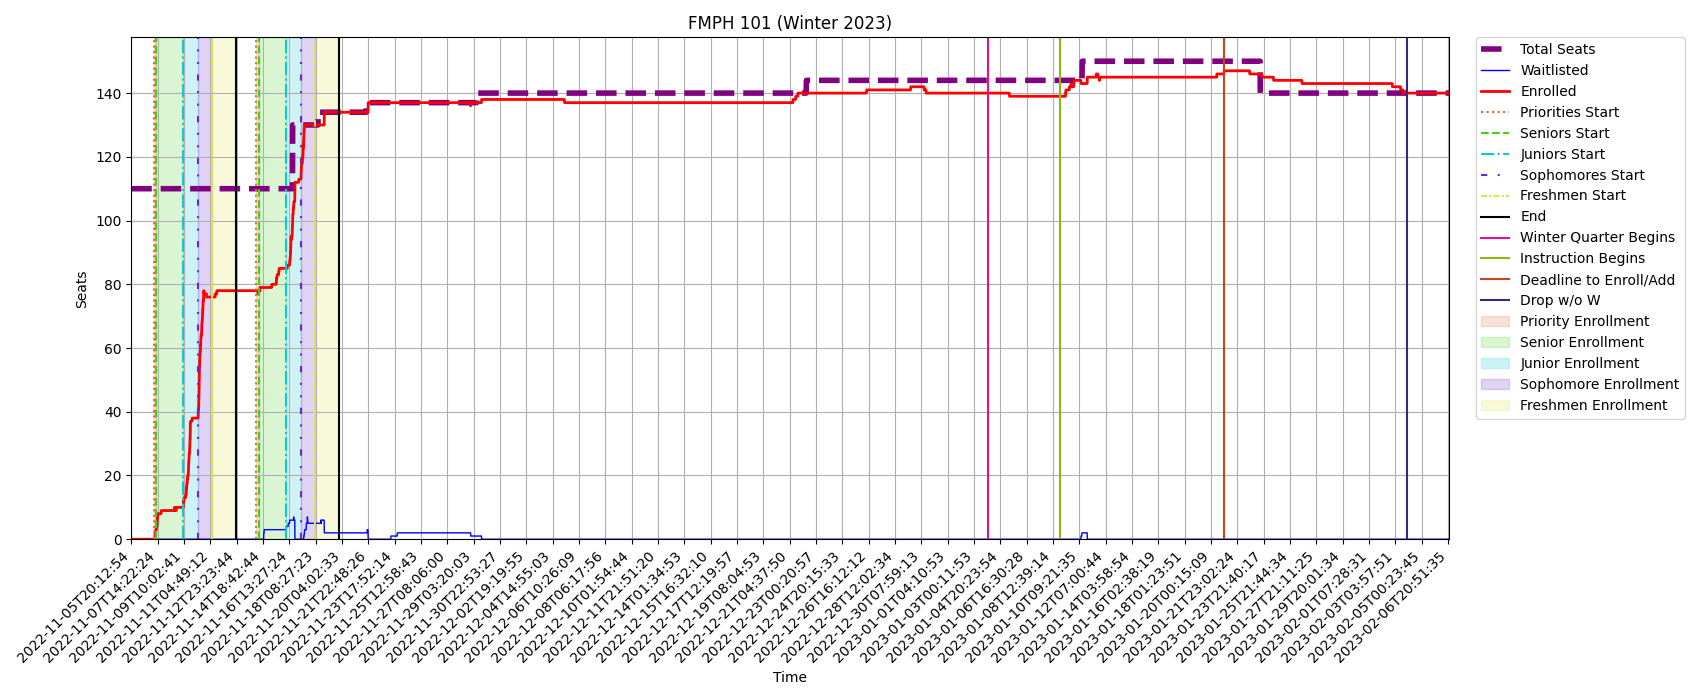 FMPH 101 (Winter 2023)
Seats
140
120
100
80
60
40
20
0
2022-11-05T20:12:54
2022-11-07T14:22:24
2022-11-09T10:02:41
2022-11-11T04:49:12
2022-11-12T23:23:44
2022-11-14T18:42:44
2022-11-16T13:27:24
2022-11-18T08:27:23
2022-11-20T04:02:33
2022-11-21T22:48:26
2022-11-23T17:52:14
2022-11-25T12:58:43
2022-11-27T08:06:00
2022-11-29T03:20:03
2022-11-30T22:53:27
2022-12-02T19:19:55
2022-12-04T14:55:03
2022-12-06T10:26:09
2022-12-08T06:17:56
2022-12-10T01:54:44
2022-12-11T21:51:20
2022-12-14T01:34:53
2022-12-15T16:32:10
2022-12-17T12:19:57
2022-12-19T08:04:53
2022-12-21T04:37:50
2022-12-23T00:20:57
2022-12-24T20:15:33
2022-12-26T16:12:12
2022-12-28T12:02:34
2022-12-30T07:59:13
2023-01-01T04:10:53
2023-01-03T00:11:53
2023-01-04T20:23:54
2023-01-06T16:30:28
2023-01-08T12:39:14
2023-01-10T09:21:35
2023-01-12T07:00:44
2023-01-14T03:58:54
2023-01-16T02:38:19
2023-01-18T01:23:51
2023-01-20T00:15:09
2023-01-21T23:02:24
2023-01-23T21:40:17
2023-01-25T21:44:34
2023-01-27T21:11:25
2023-01-29T20:01:34
2023-02-01T07:28:31
2023-02-03T03:57:51
2023-02-05T00:23:45
2023-02-06T20:51:35
Time
Total Seats
Waitlisted
Enrolled
Priorities Start
Seniors Start
Juniors Start
Sophomores Start
Freshmen Start
End
Winter Quarter Begins
Instruction Begins
Deadline to Enroll/Add
Drop w/o W
Priority Enrollment
Senior Enrollment
Junior Enrollment
Sophomore Enrollment
Freshmen Enrollment